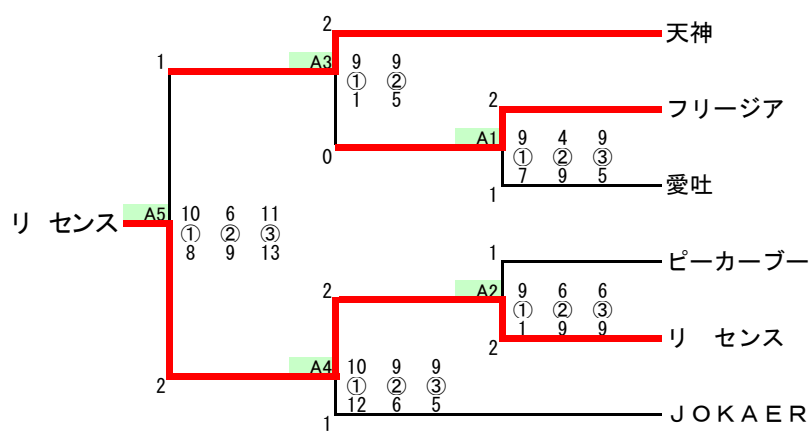 2 天神
1 A3 9 9
① ②
1 5
2 フリージア
A1 9 4 9
0 ① ② ③
7 9 5
1 愛吐
リ センス A5 10 6 11
① ② ③
8 9 13
1 ピーカーブー
2 A2 9 6 6
① ② ③
1 9 9
2 リ センス
A4 10 9 9
2 ① ② ③
12 6 5
1 ＪＯＫＡＥＲ